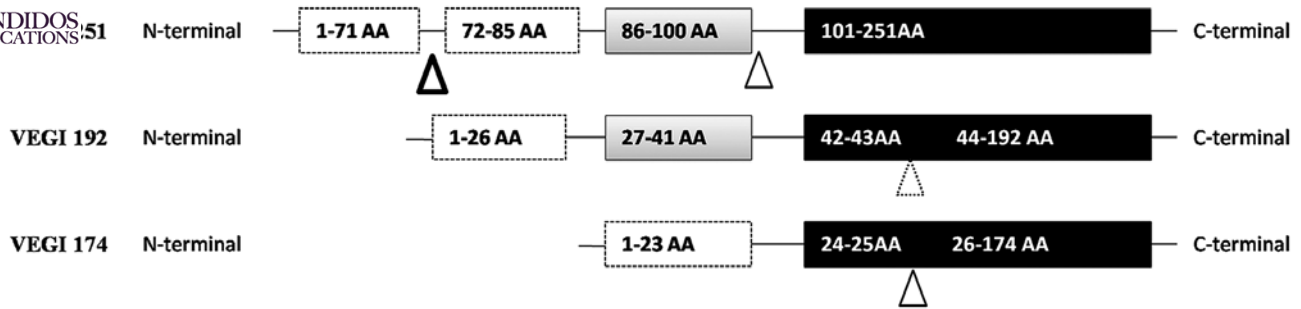 NDIDOS
CATIONS
51 N-terminal 1-71 AA 72-85 AA 86-100 AA 101-251AA C-terminal
VEGI 192 N-terminal 1-26 AA 27-41 AA 42-43AA 44-192 AA C-terminal
VEGI 174 N-terminal 1-23 AA 24-25AA 26-174 AA C-terminal